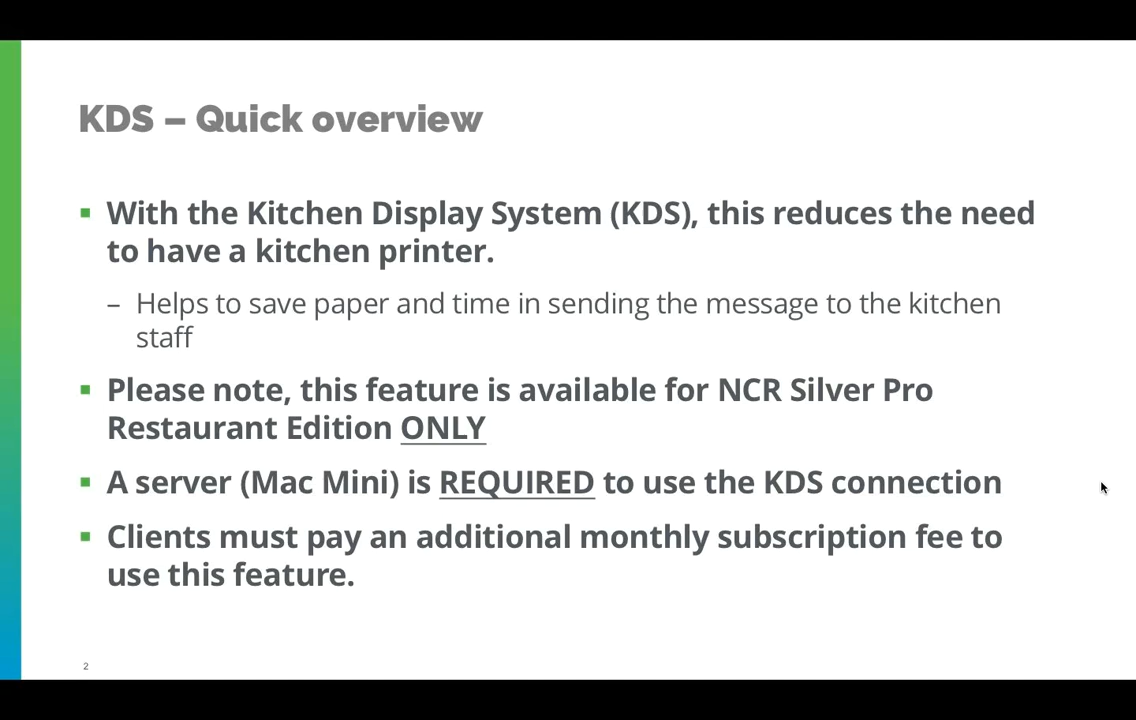 KDS – Quick overview
▪ With the Kitchen Display System (KDS), this reduces the need
to have a kitchen printer.
– Helps to save paper and time in sending the message to the kitchen
staff
▪ Please note, this feature is available for NCR Silver Pro
Restaurant Edition ONLY
▪ A server (Mac Mini) is REQUIRED to use the KDS connection
▪ Clients must pay an additional monthly subscription fee to
use this feature.
2